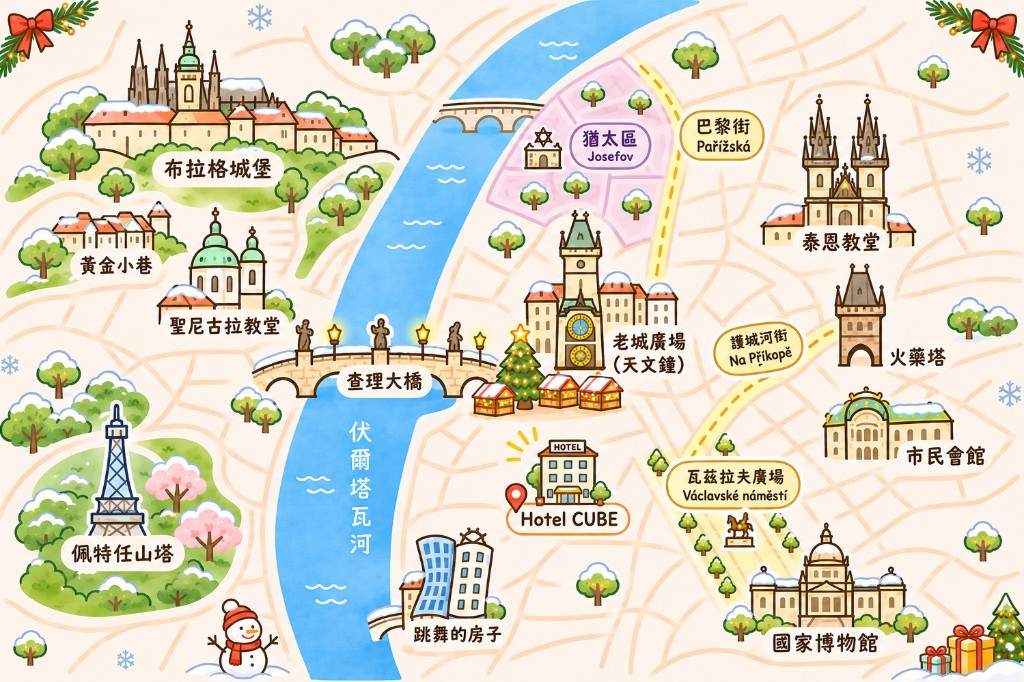 布拉格城堡
猶太區
Josefov
巴黎街
Pařížská
泰恩教堂
黃金小巷
聖尼古拉教堂
老城廣場
（天文鐘）
護城河街
Na Příkopě
火藥塔
查理大橋
伏爾塔瓦河
市民會館
HOTEL
Hotel CUBE
瓦茲拉夫廣場
Václavské náměstí
佩特任山塔
跳舞的房子
國家博物館